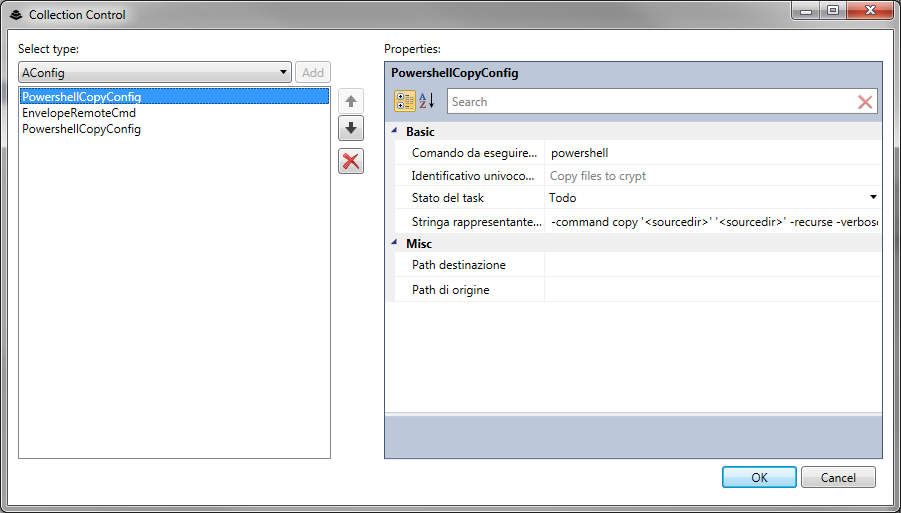 Collection Control
Select type:
AConfig
Add
PowershellCopyConfig
EnvelopeRemoteCmd
PowershellCopyConfig
Properties:
PowershellCopyConfig
A
Z
Search
Basic
Comando da eseguire... powershell
Identificativo univoco... Copy files to crypt
Stato del task Todo
Stringa rappresentante... -command copy '<sourcedir>' '<sourcedir>' -recurse -verbose
Misc
Path destinazione
Path di origine
OK
Cancel